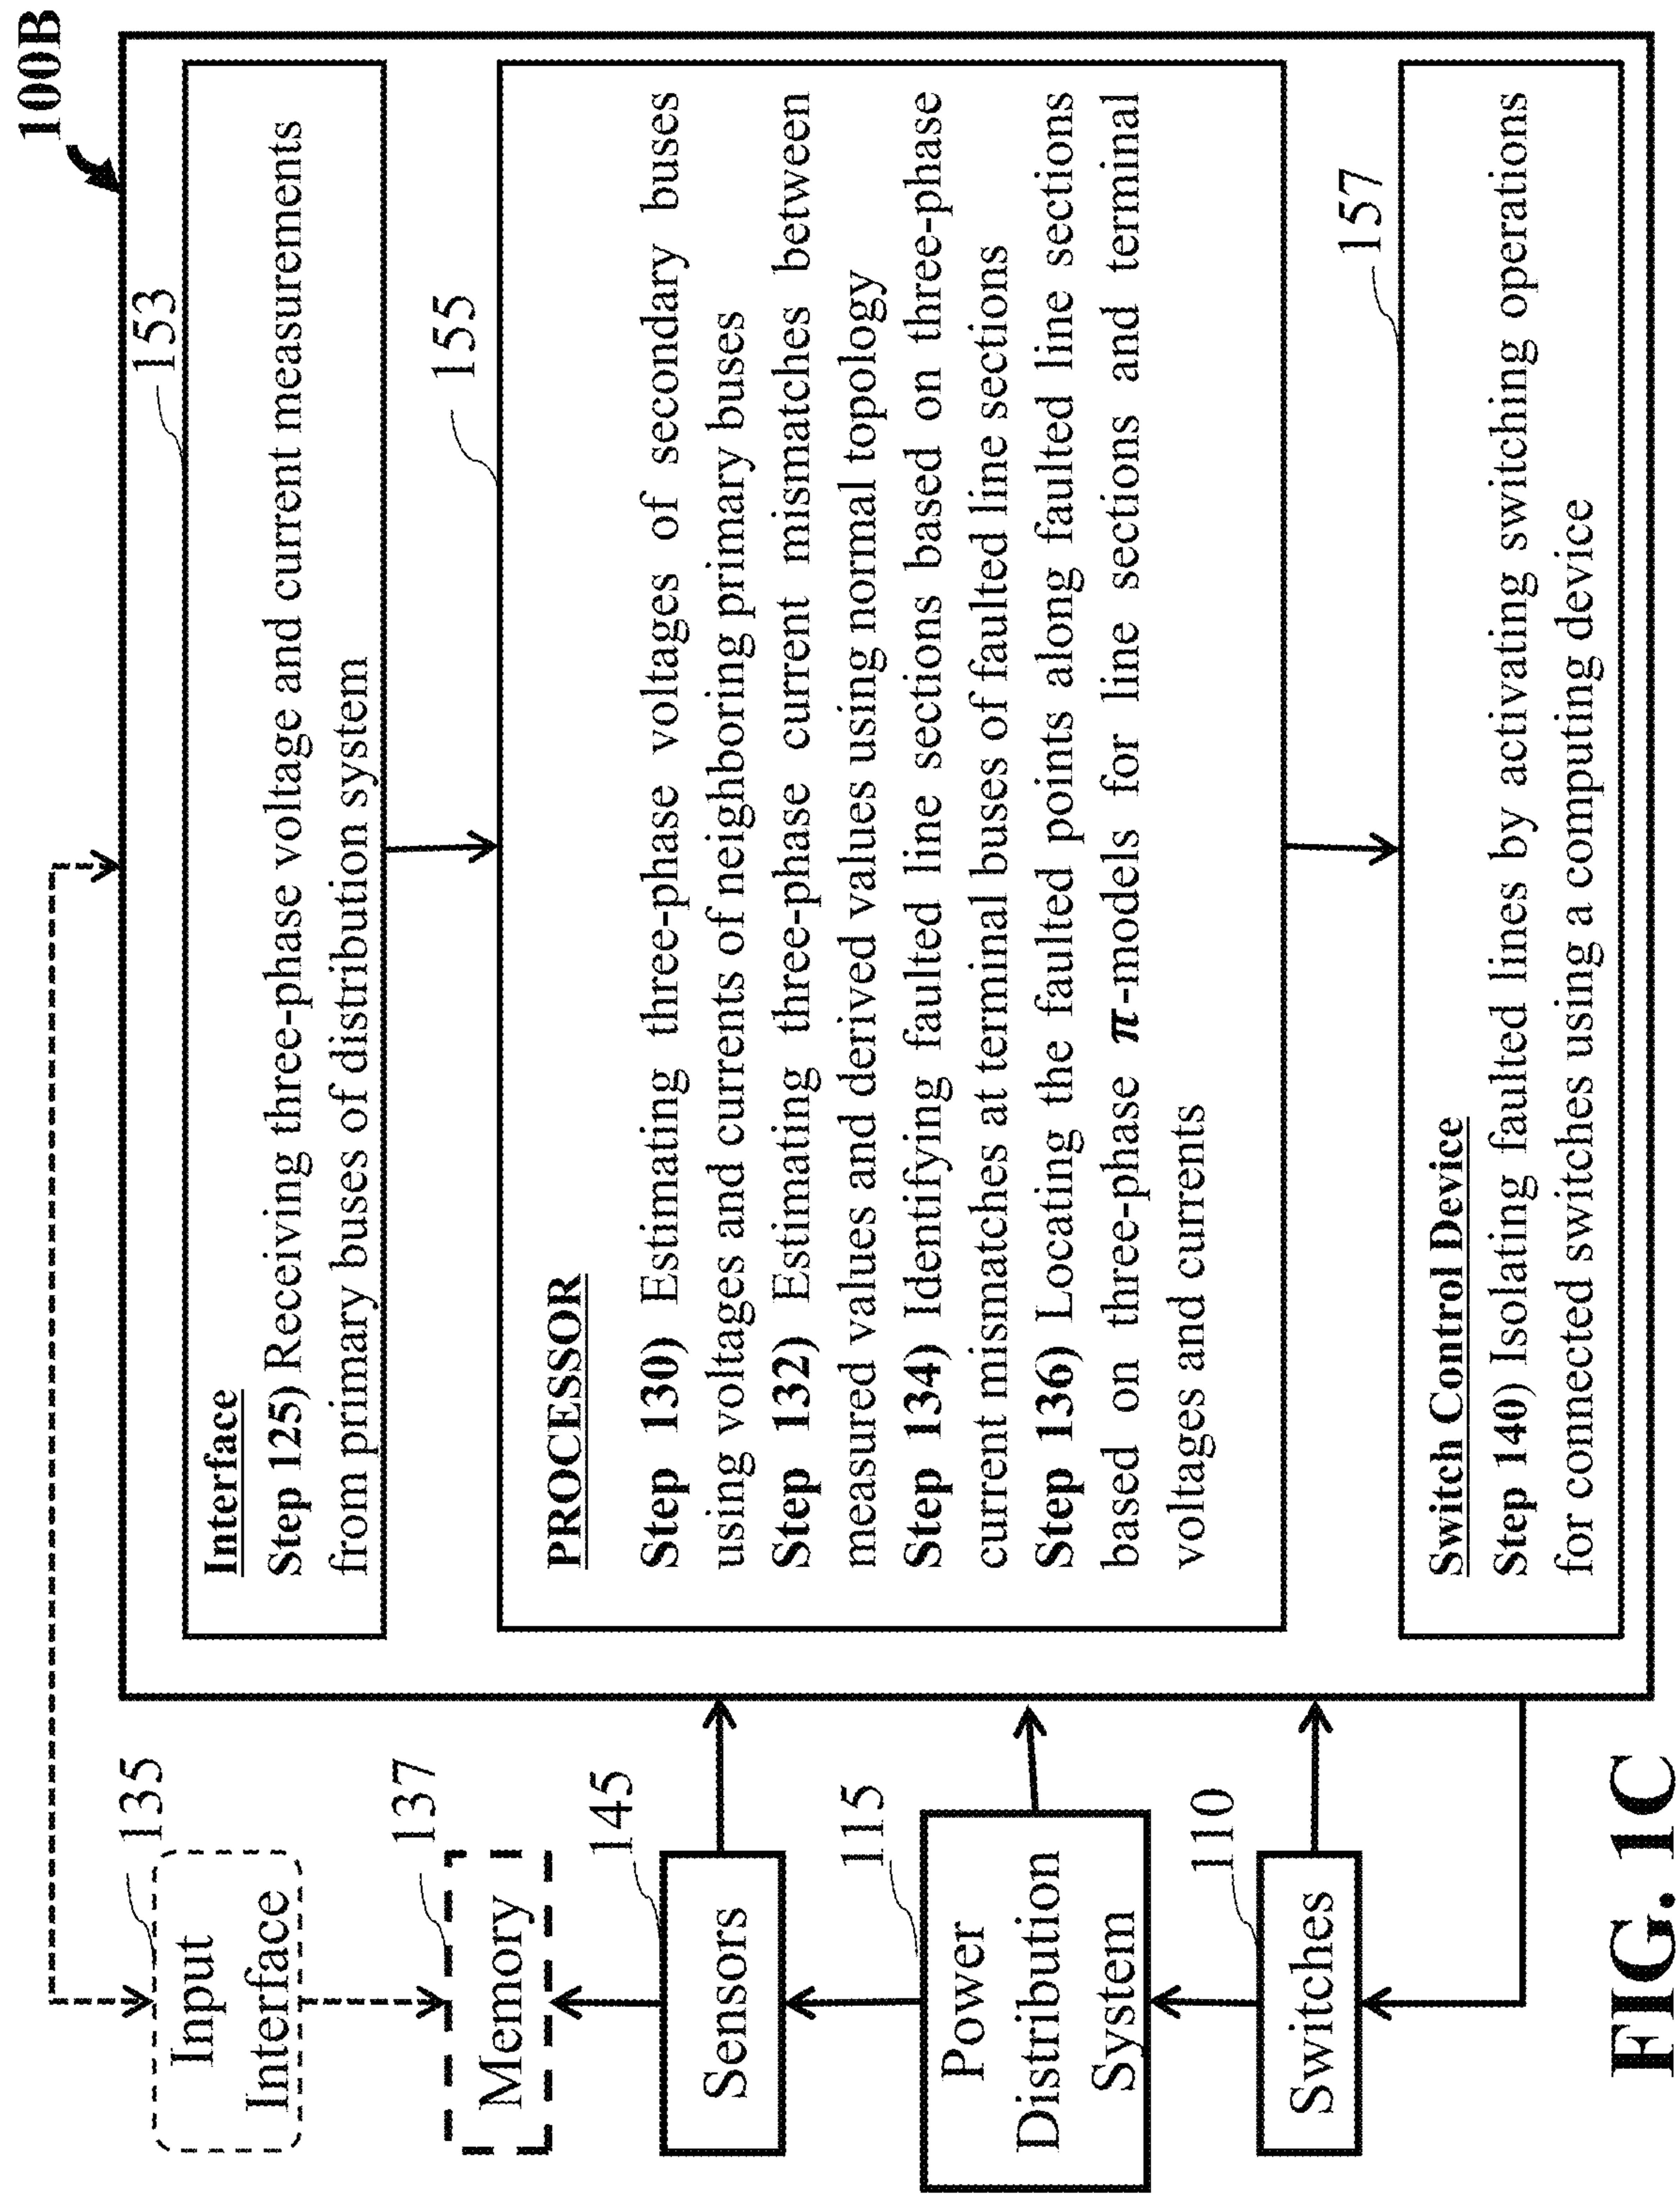 100B
153
Interface
Step 125) Receiving three-phase voltage and current measurements
from primary buses of distribution system
155
PROCESSOR
Step 130) Estimating three-phase voltages of secondary buses
using voltages and currents of neighboring primary buses
Step 132) Estimating three-phase current mismatches between
measured values and derived values using normal topology
Step 134) Identifying faulted line sections based on three-phase
current mismatches at terminal buses of faulted line sections
Step 136) Locating the faulted points along faulted line sections
based on three-phase π-models for line sections and terminal
voltages and currents
157
Switch Control Device
Step 140) Isolating faulted lines by activating switching operations
for connected switches using a computing device
135
Input
Interface
137
Memory
145
Sensors
115
Power
Distribution
System
110
Switches
FIG. 1C